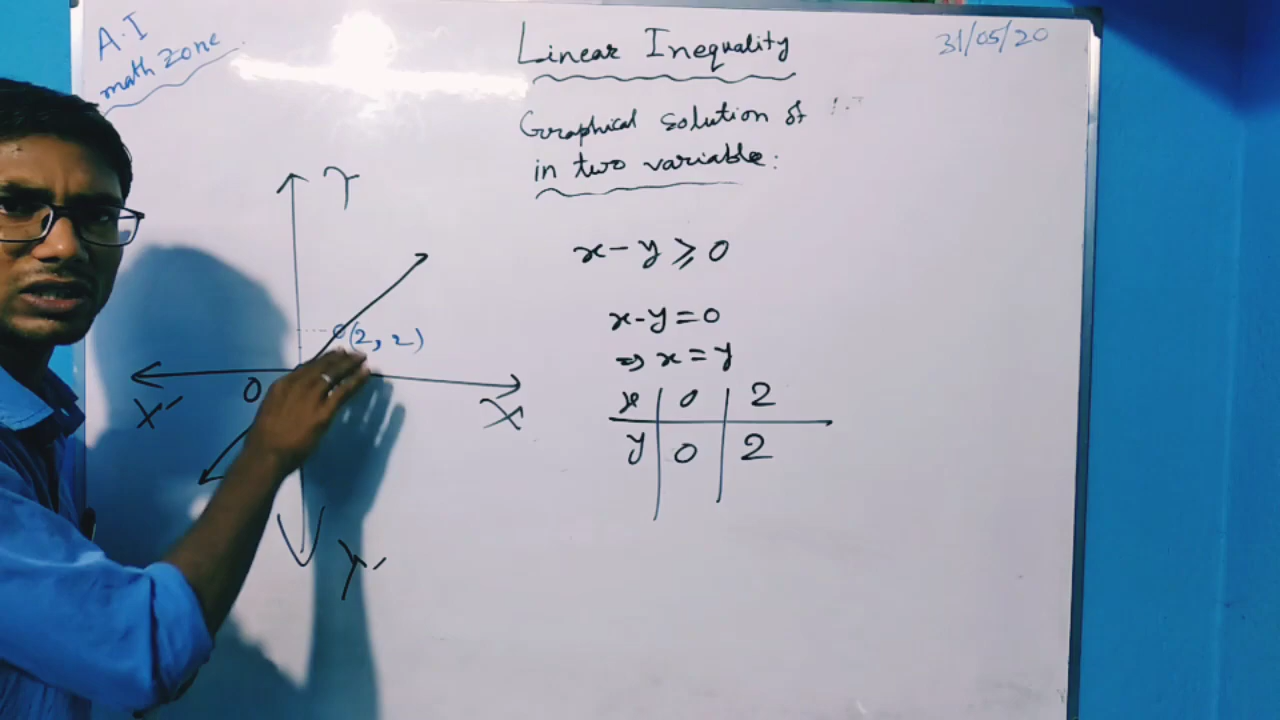 A.I
math zone
Linear Inequality
31/05/20
Graphical solution of
in two variable:
x - y ⩾ 0
x - y = 0
⇒ x = y
x 0 2
y 0 2
Y
(2, 2)
X' O X
Y'